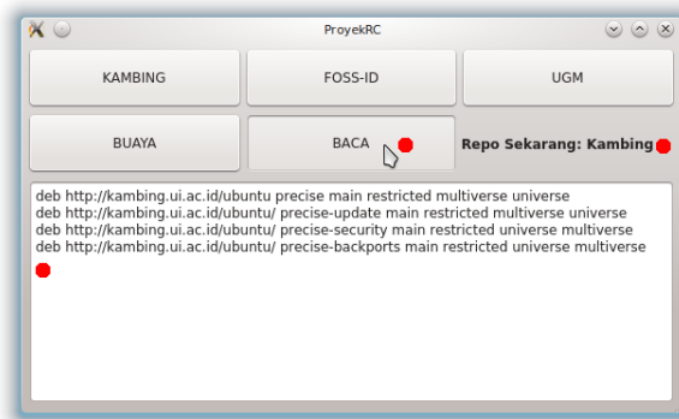 ProyekRC
KAMBING
FOSS-ID
UGM
BUAYA
BACA
Repo Sekarang: Kambing
deb http://kambing.ui.ac.id/ubuntu precise main restricted multiverse universe
deb http://kambing.ui.ac.id/ubuntu/ precise-update main restricted multiverse universe
deb http://kambing.ui.ac.id/ubuntu/ precise-security main restricted universe multiverse
deb http://kambing.ui.ac.id/ubuntu/ precise-backports main restricted universe multiverse